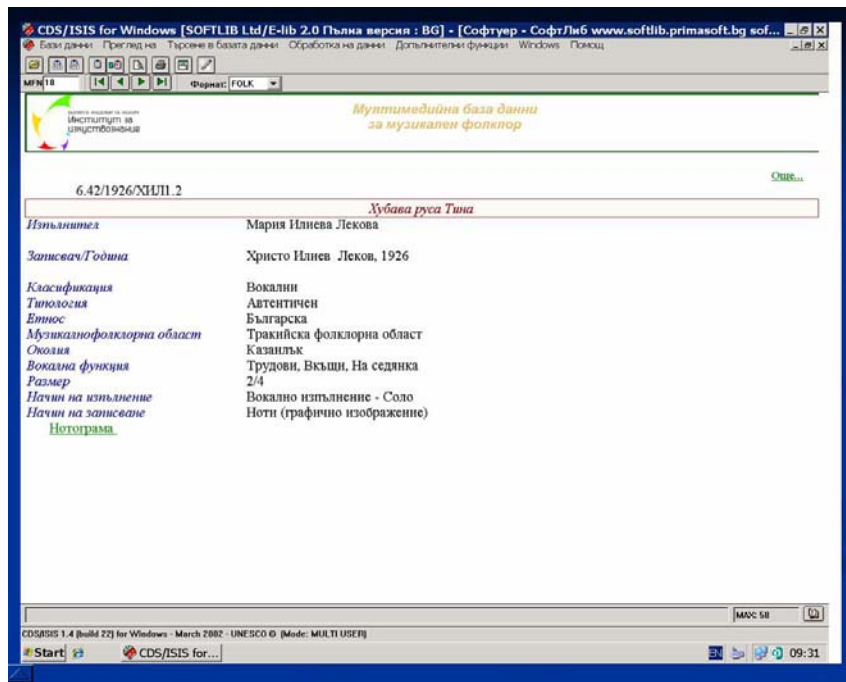 CDS/ISIS for Windows [SOFTLIB Ltd/E-lib 2.0 Пълна версия : BG] - [Софтуер - СофтЛиб www.softlib.primasoft.bg sof...
Бази данни Преглед на Търсене в базата данни Обработка на данни Допълнителни функции Windows Помощ
MFN 18 Формат: FOLK
Институт за
изкуствознание
Мултимедийна база данни
за музикален фолклор
Още...
6.42/1926/ХИЛ1.2
Хубава руса Тина
Изпълнител Мария Илиева Лекова
Записвач/Година Христо Илиев Леков, 1926
Класификация Вокални
Типология Автентичен
Етнос Българска
Музикалнофолклорна област Тракийска фолклорна област
Околия Казанлък
Вокална функция Трудови, Вкъщи, На седянка
Размер 2/4
Начин на изпълнение Вокално изпълнение - Соло
Начин на записване Ноти (графично изображение)
Нотограма
MAX: 58
CDS/ISIS 1.4 (build 22) for Windows - March 2002 - UNESCO © [Mode: MULTI USER]
Start CDS/ISIS for... EN 09:31